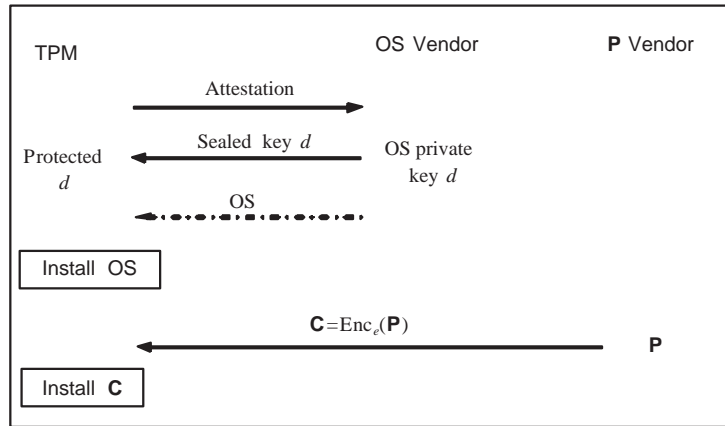 TPM
OS Vendor
P Vendor
Attestation
Sealed key d
Protected
d
OS private
key d
OS
Install OS
C=Enc_e(P)
P
Install C